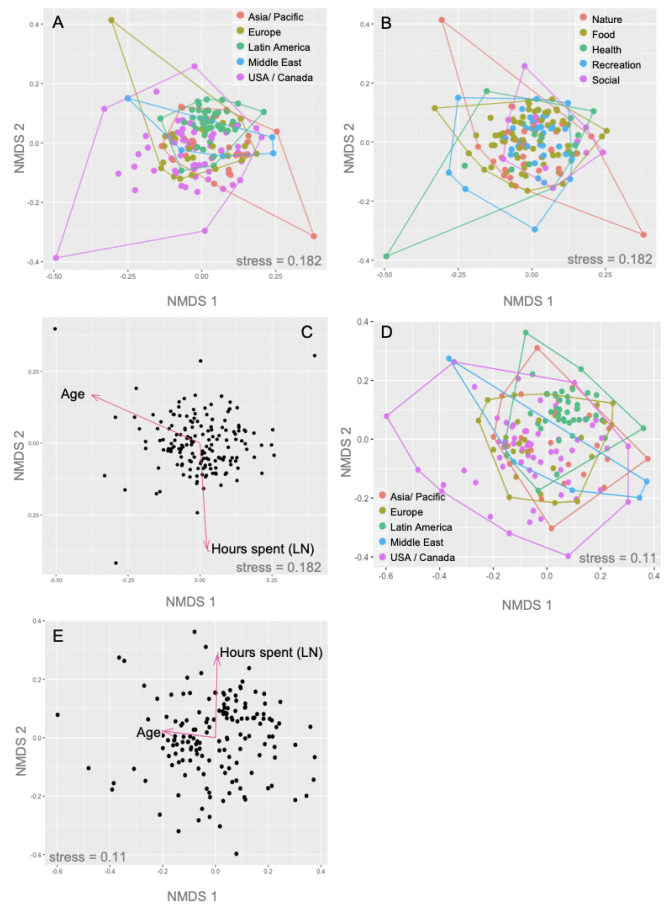 A
Asia/ Pacific
Europe
Latin America
Middle East
USA / Canada
0.4
0.2
0.0
-0.2
-0.4
NMDS 2
-0.50
-0.25
0.00
0.25
stress = 0.182
NMDS 1
B
Nature
Food
Health
Recreation
Social
0.4
0.2
0.0
-0.2
-0.4
NMDS 2
-0.50
-0.25
0.00
0.25
stress = 0.182
NMDS 1
C
Age
Hours spent (LN)
0.25
0.00
0.25
NMDS 2
-0.50
-0.25
0.00
0.25
stress = 0.182
NMDS 1
D
0.4
0.2
0.0
-0.2
-0.4
NMDS 2
Asia/ Pacific
Europe
Latin America
Middle East
USA / Canada
stress = 0.11
-0.6
-0.4
-0.2
0.0
0.2
0.4
NMDS 1
E
Hours spent (LN)
Age
0.4
0.2
0.0
-0.2
-0.4
NMDS 2
stress = 0.11
-0.6
-0.4
-0.2
0.0
0.2
0.4
NMDS 1